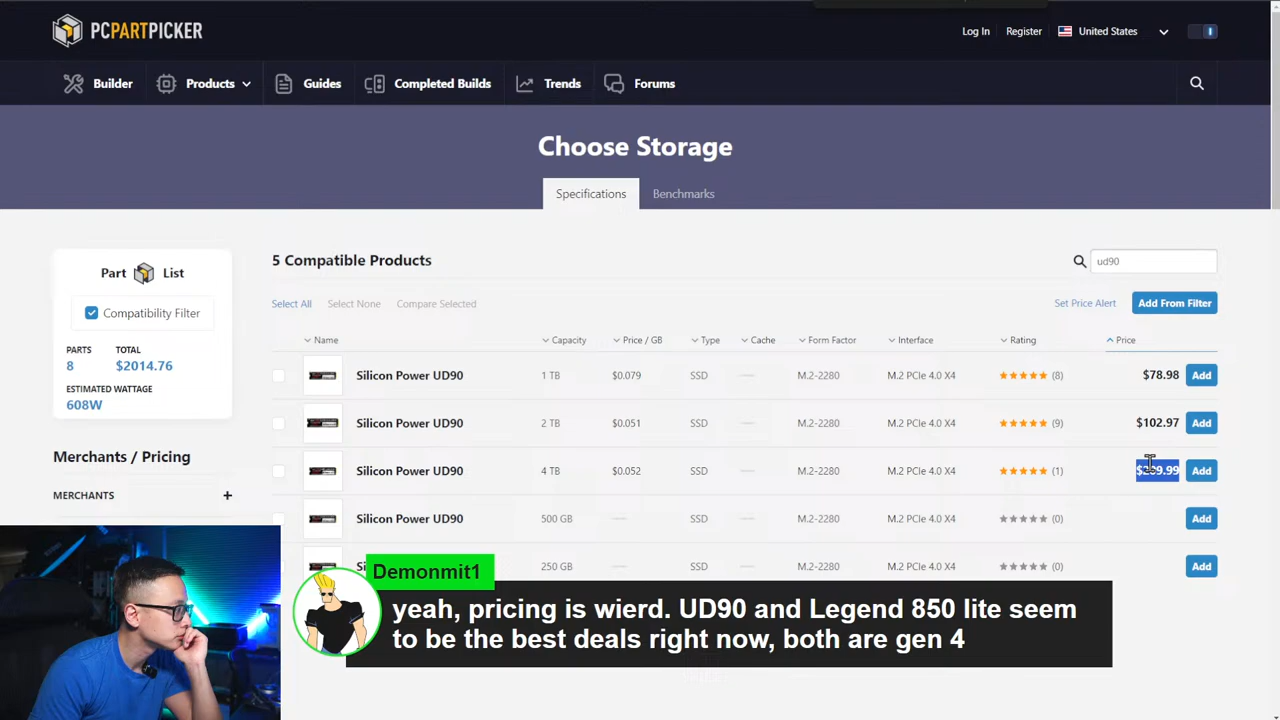 PCPARTPICKER
Log In Register United States
Builder Products Guides Completed Builds Trends Forums
Choose Storage
Specifications Benchmarks
Part List
Compatibility Filter
PARTS TOTAL
8 $2014.76
ESTIMATED WATTAGE
608W
Merchants / Pricing
MERCHANTS +
5 Compatible Products
ud90
Select All Select None Compare Selected
Set Price Alert Add From Filter
Name Capacity Price / GB Type Cache Form Factor Interface Rating Price
Silicon Power UD90 1 TB $0.079 SSD M.2-2280 M.2 PCIe 4.0 X4 (8) $78.98 Add
Silicon Power UD90 2 TB $0.051 SSD M.2-2280 M.2 PCIe 4.0 X4 (9) $102.97 Add
Silicon Power UD90 4 TB $0.052 SSD M.2-2280 M.2 PCIe 4.0 X4 (1) Add
Silicon Power UD90 500 GB SSD M.2-2280 M.2 PCIe 4.0 X4 (0) Add
250 GB SSD M.2-2280 M.2 PCIe 4.0 X4 (0) Add
Demonmit1
yeah, pricing is wierd. UD90 and Legend 850 lite seem
to be the best deals right now, both are gen 4